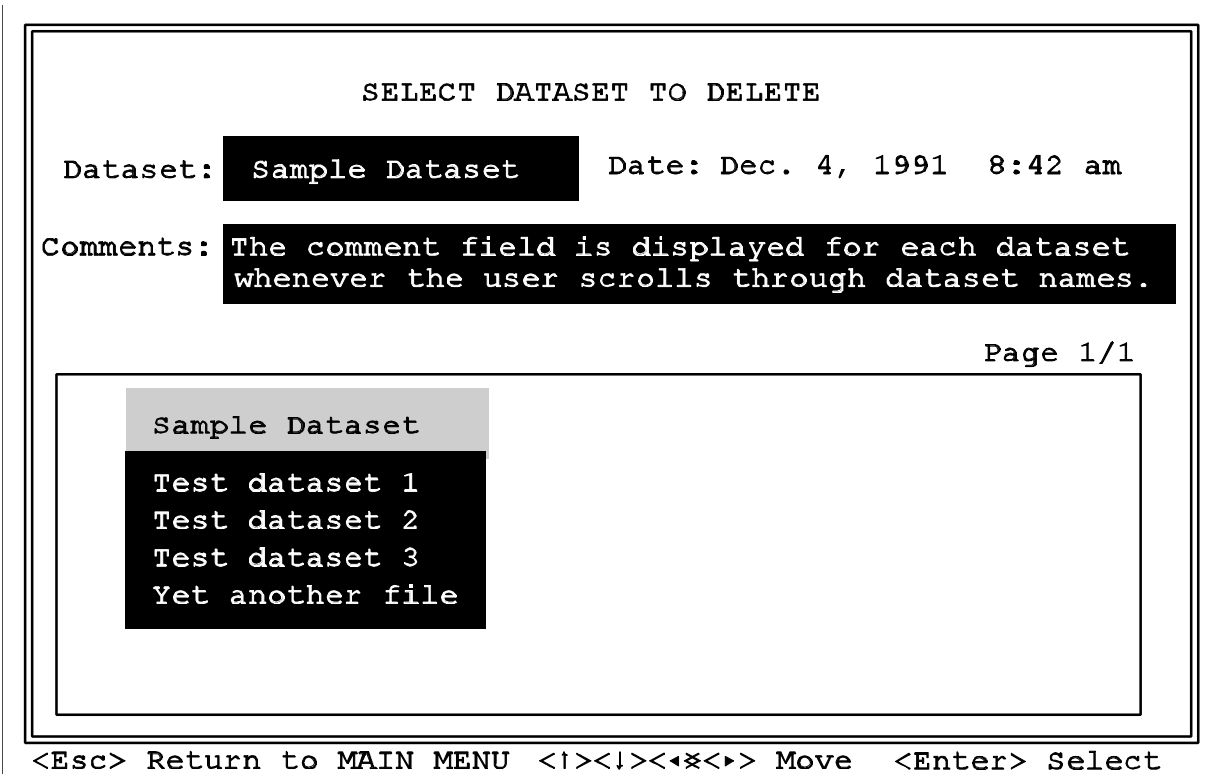 SELECT DATASET TO DELETE
Dataset: Sample Dataset Date: Dec. 4, 1991 8:42 am
Comments: The comment field is displayed for each dataset
whenever the user scrolls through dataset names.
Page 1/1
Sample Dataset
Test dataset 1
Test dataset 2
Test dataset 3
Yet another file
<Esc> Return to MAIN MENU <↑><↓><◂><▸> Move <Enter> Select